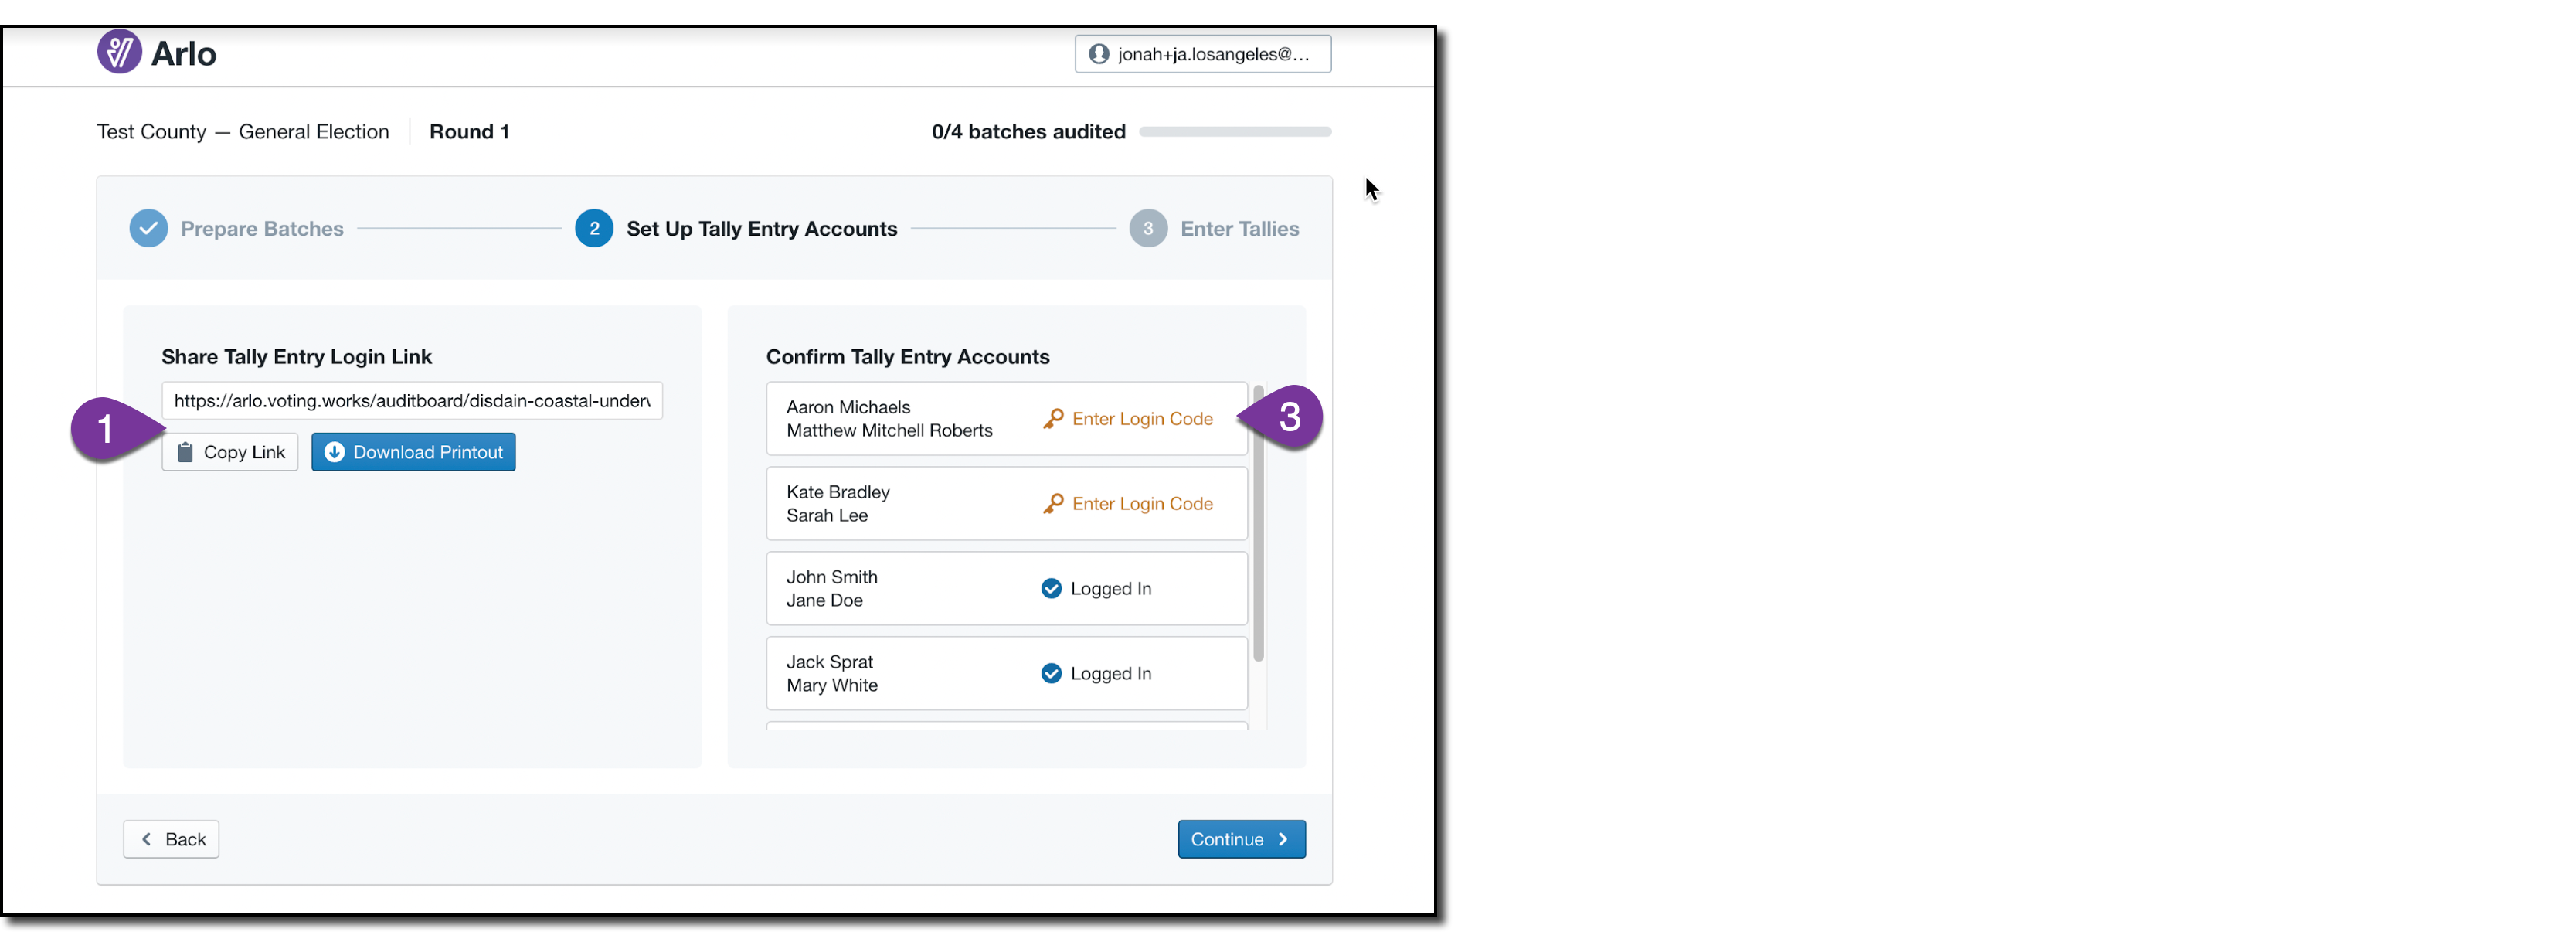 Arlo
jonah+ja.losangeles@...
Test County — General Election
Round 1
0/4 batches audited
Prepare Batches
2
Set Up Tally Entry Accounts
3
Enter Tallies
Share Tally Entry Login Link
https://arlo.voting.works/auditboard/disdain-coastal-under
1
Copy Link
Download Printout
Confirm Tally Entry Accounts
Aaron Michaels
Matthew Mitchell Roberts
Enter Login Code
3
Kate Bradley
Sarah Lee
Enter Login Code
John Smith
Jane Doe
Logged In
Jack Sprat
Mary White
Logged In
Back
Continue